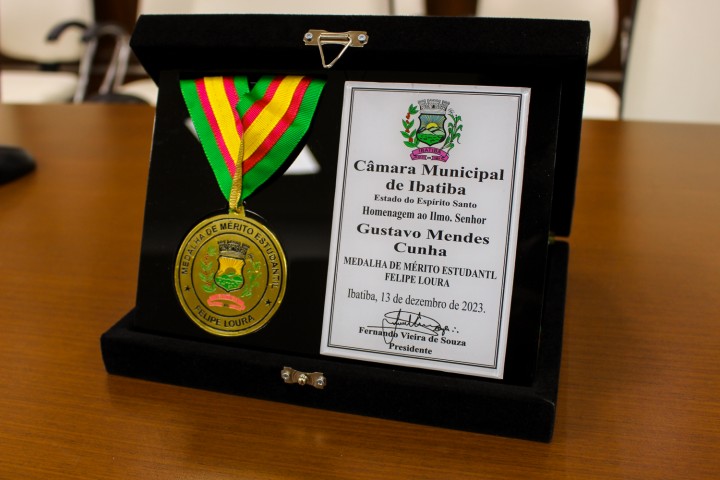 MEDALHA DE MÉRITO ESTUDANTIL
FELIPE LOURA
IBATIBA
Câmara Municipal
de Ibatiba
Estado do Espírito Santo
Homenagem ao Ilmo. Senhor
Gustavo Mendes
Cunha
MEDALHA DE MÉRITO ESTUDANTL
FELIPE LOURA
Ibatiba, 13 de dezembro de 2023.
Fernando Vieira de Souza
Presidente